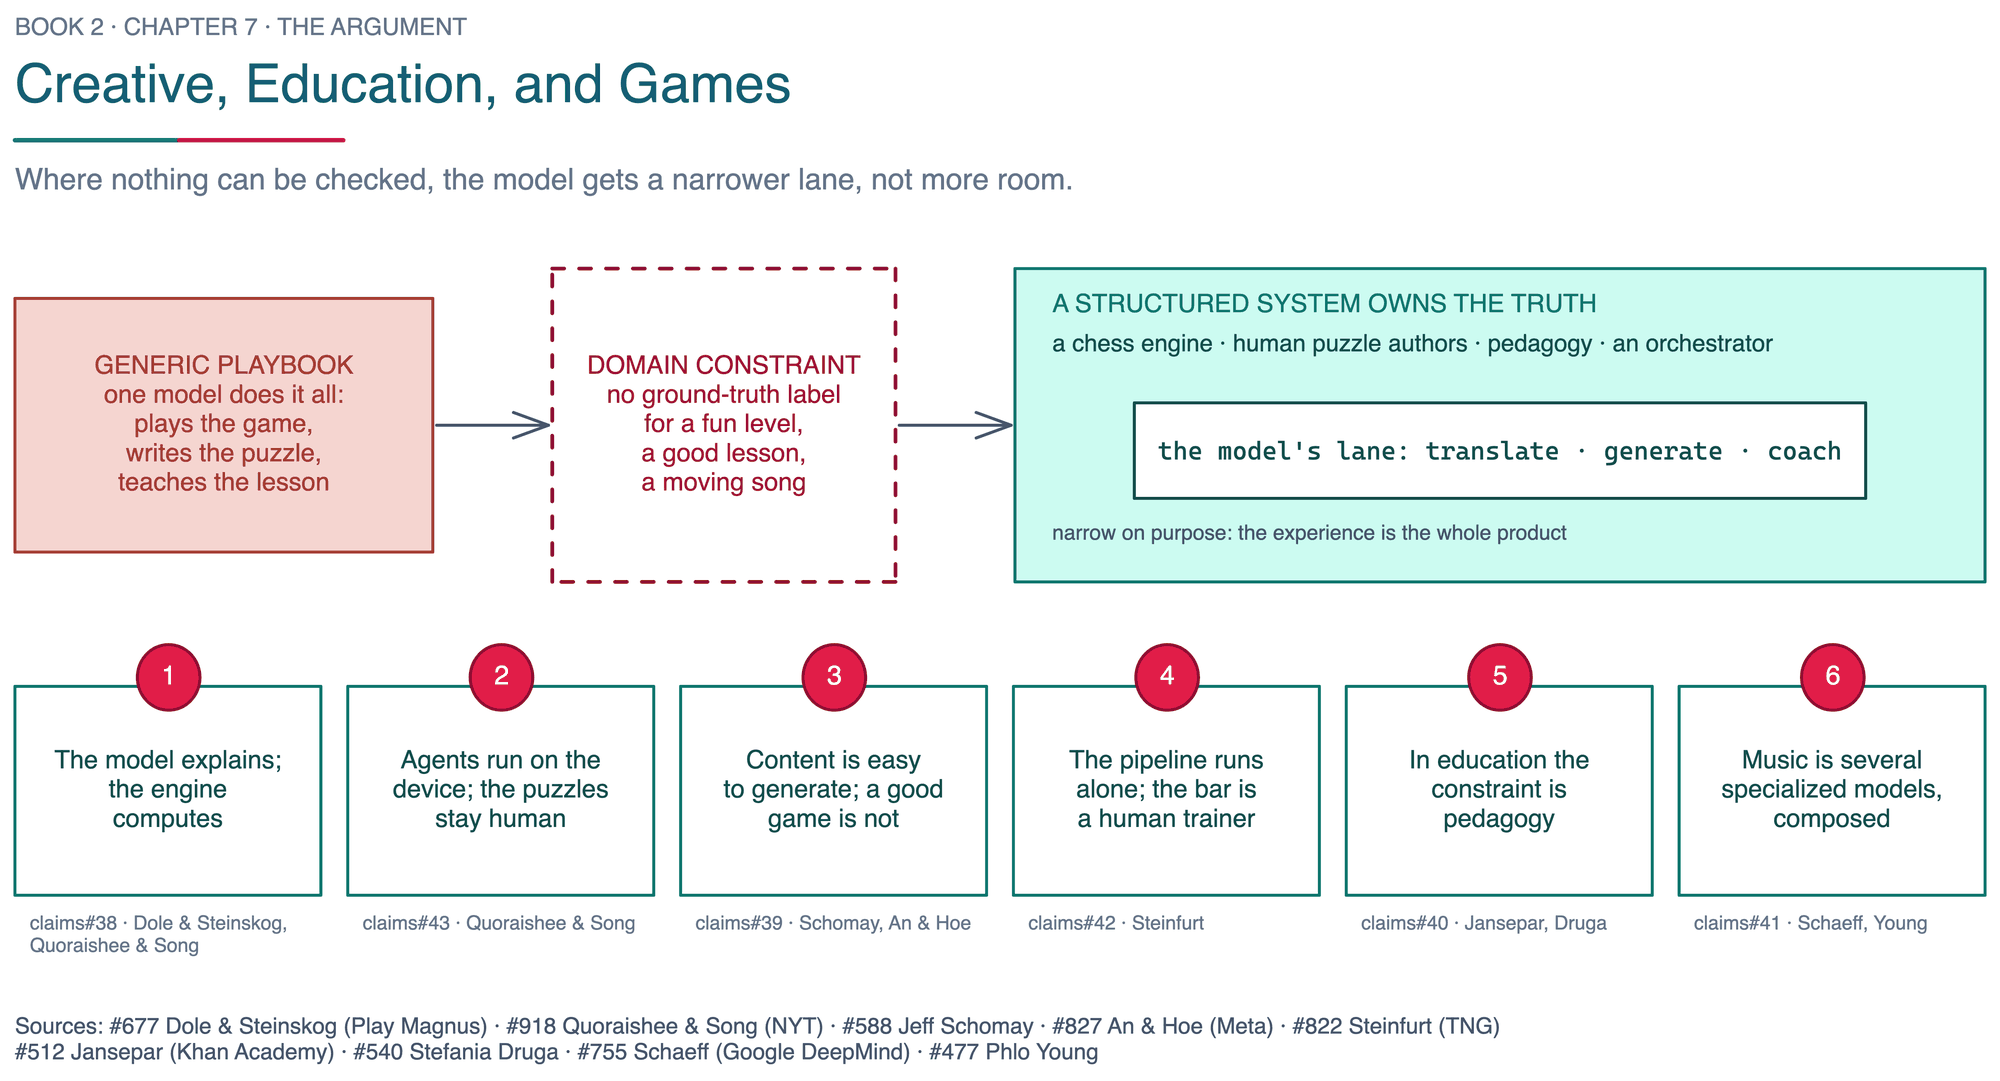 BOOK 2 · CHAPTER 7 · THE ARGUMENT
Creative, Education, and Games
Where nothing can be checked, the model gets a narrower lane, not more room.
GENERIC PLAYBOOK
one model does it all:
plays the game,
writes the puzzle,
teaches the lesson
DOMAIN CONSTRAINT
no ground-truth label
for a fun level,
a good lesson,
a moving song
A STRUCTURED SYSTEM OWNS THE TRUTH
a chess engine · human puzzle authors · pedagogy · an orchestrator
the model's lane: translate · generate · coach
narrow on purpose: the experience is the whole product
1
The model explains;
the engine
computes
claims#38 · Dole & Steinskog,
Quoraishee & Song
2
Agents run on the
device; the puzzles
stay human
claims#43 · Quoraishee & Song
3
Content is easy
to generate; a good
game is not
claims#39 · Schomay, An & Hoe
4
The pipeline runs
alone; the bar is
a human trainer
claims#42 · Steinfurt
5
In education the
constraint is
pedagogy
claims#40 · Jansepar, Druga
6
Music is several
specialized models,
composed
claims#41 · Schaeff, Young
Sources: #677 Dole & Steinskog (Play Magnus) · #918 Quoraishee & Song (NYT) · #588 Jeff Schomay · #827 An & Hoe (Meta) · #822 Steinfurt (TNG)
#512 Jansepar (Khan Academy) · #540 Stefania Druga · #755 Schaeff (Google DeepMind) · #477 Phlo Young